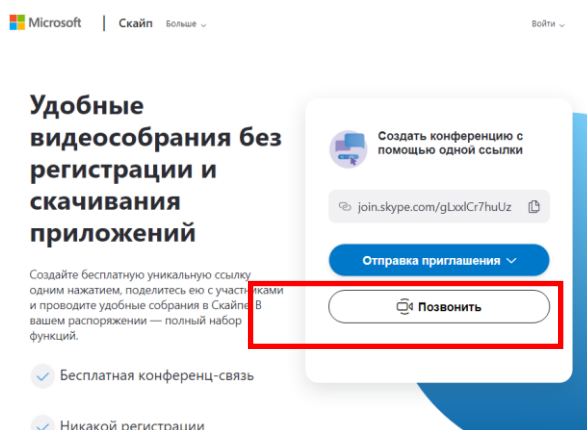 Microsoft | Скайп Больше
Войти
Удобные
видеособрания без
регистрации и
скачивания
приложений
Создайте бесплатную уникальную ссылку
одним нажатием, поделитесь ею с участниками
и проводите удобные собрания в Скайпе. В
вашем распоряжении — полный набор
функций.
Бесплатная конференц-связь
Никакой регистрации
Создать конференцию с
помощью одной ссылки
join.skype.com/gLxxlCr7huUz
Отправка приглашения
Позвонить